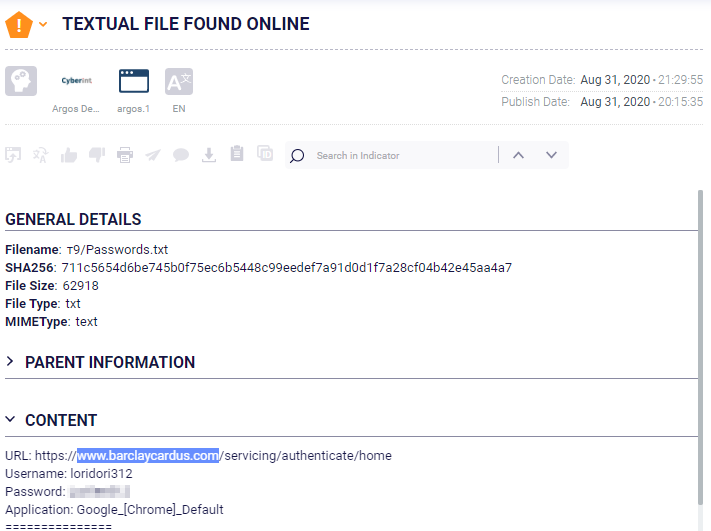 TEXTUAL FILE FOUND ONLINE
Cyberint
Argos De...
argos.1
EN
Creation Date: Aug 31, 2020 • 21:29:55
Publish Date: Aug 31, 2020 • 20:15:35
Search in Indicator
GENERAL DETAILS
Filename: т9/Passwords.txt
SHA256: 711c5654d6be745b0f75ec6b5448c99eedef7a91d0d1f7a28cf04b42e45aa4a7
File Size: 62918
File Type: txt
MIMEType: text
PARENT INFORMATION
CONTENT
URL: https://www.barclaycardus.com/servicing/authenticate/home
Username: loridori312
Password:
Application: Google_[Chrome]_Default
===============